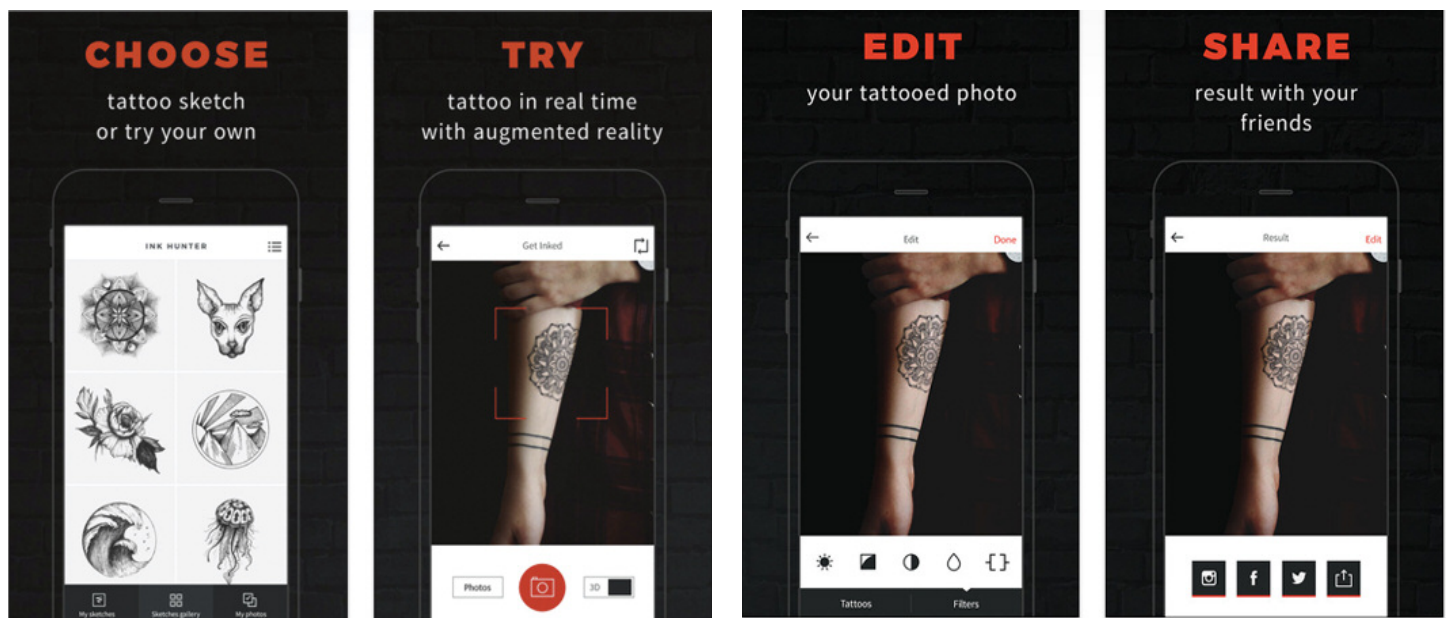 CHOOSE
tattoo sketch
or try your own
INK HUNTER
My sketches
Sketches gallery
My photos
TRY
tattoo in real time
with augmented reality
Get Inked
Photos
3D
EDIT
your tattooed photo
Edit
Done
Tattoos
Filters
SHARE
result with your
friends
Result
Edit
f